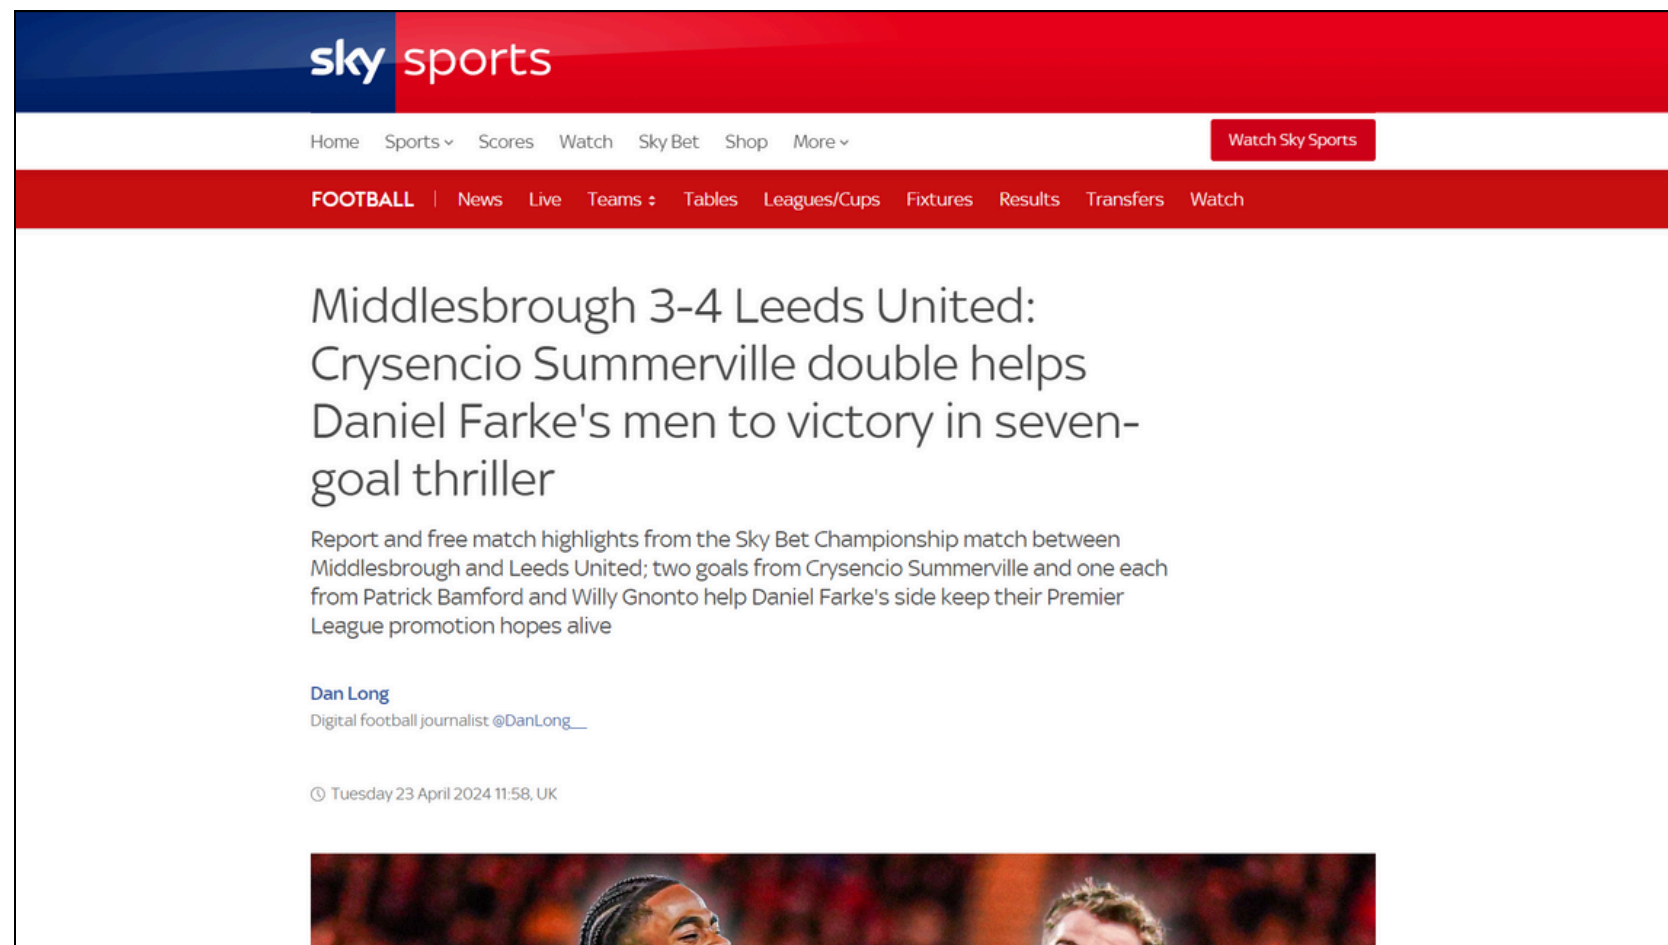 sky sports
Home Sports Scores Watch Sky Bet Shop More Watch Sky Sports
FOOTBALL | News Live Teams Tables Leagues/Cups Fixtures Results Transfers Watch
Middlesbrough 3-4 Leeds United:
Crysencio Summerville double helps
Daniel Farke's men to victory in seven-
goal thriller
Report and free match highlights from the Sky Bet Championship match between
Middlesbrough and Leeds United; two goals from Crysencio Summerville and one each
from Patrick Bamford and Willy Gnonto help Daniel Farke's side keep their Premier
League promotion hopes alive
Dan Long
Digital football journalist @DanLong__
Tuesday 23 April 2024 11:58, UK